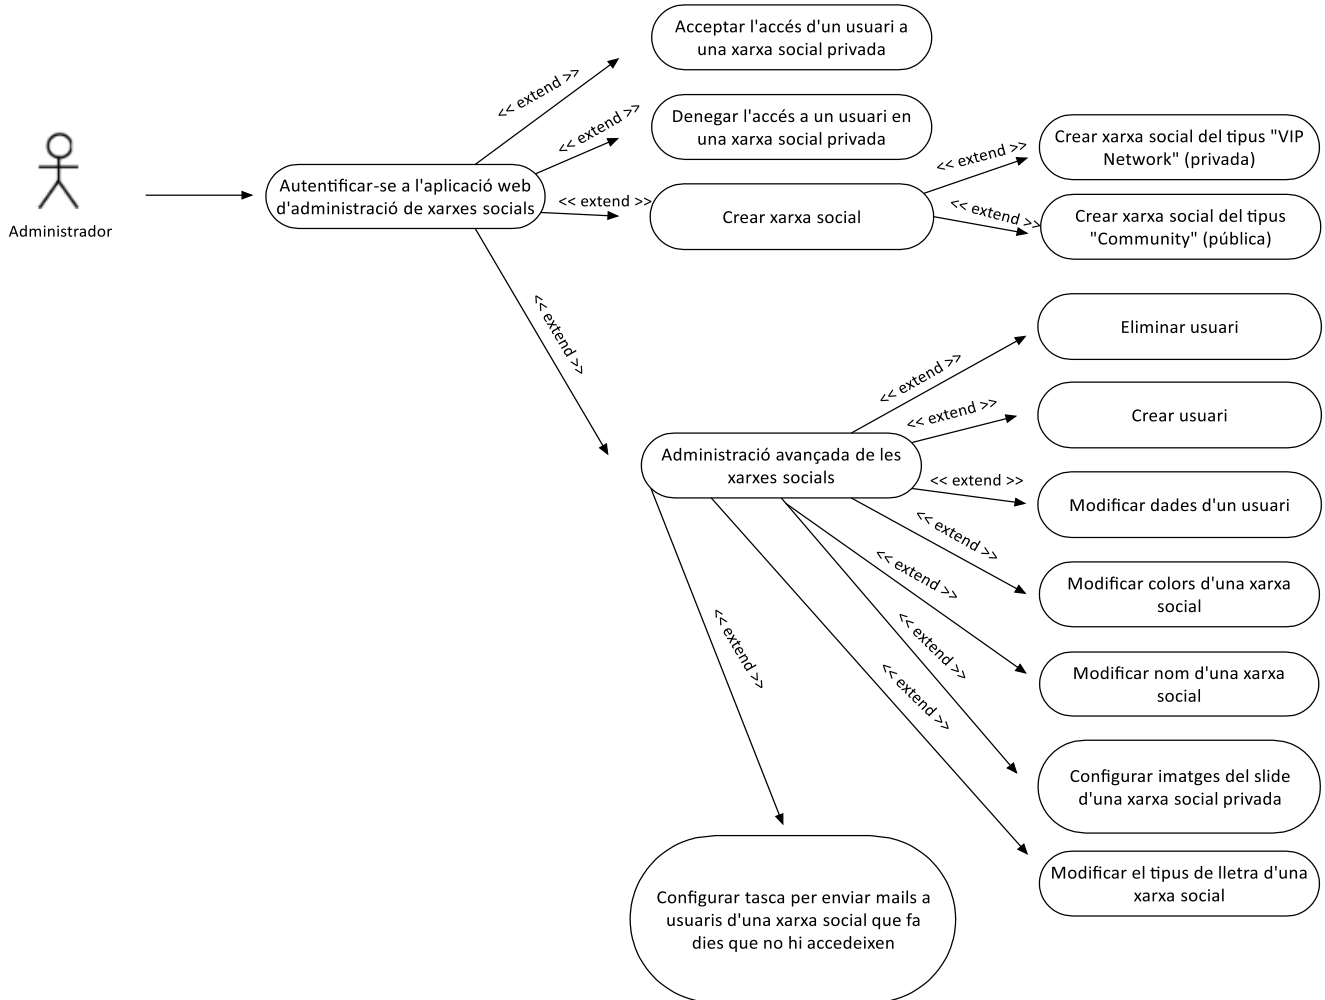 Acceptar l'accés d'un usuari a
una xarxa social privada
<< extend >>
Denegar l'accés a un usuari en
una xarxa social privada
<< extend >>
Crear xarxa social del tipus "VIP
Network" (privada)
<< extend >>
Autentificar-se a l'aplicació web
d'administració de xarxes socials
<< extend >>
Crear xarxa social
<< extend >>
Crear xarxa social del tipus
"Community" (pública)
Administrador
<< extend >>
Eliminar usuari
<< extend >>
Crear usuari
<< extend >>
Administració avançada de les
xarxes socials
<< extend >>
Modificar dades d'un usuari
<< extend >>
Modificar colors d'una xarxa
social
<< extend >>
<< extend >>
Modificar nom d'una xarxa
social
<< extend >>
<< extend >>
Configurar imatges del slide
d'una xarxa social privada
Modificar el tipus de lletra d'una
xarxa social
Configurar tasca per enviar mails a
usuaris d'una xarxa social que fa
dies que no hi accedeixen